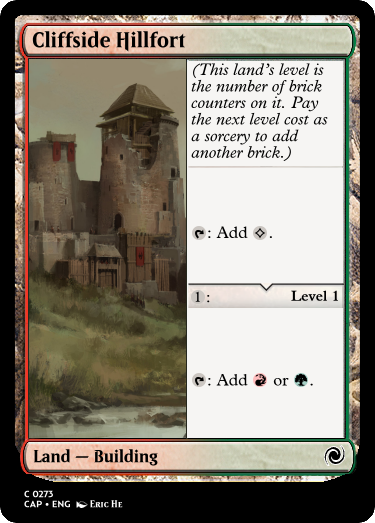 Cliffside Hillfort
(This land's level is
the number of brick
counters on it. Pay
the next level cost as
a sorcery to add
another brick.)
: Add .
1 : Level 1
: Add or .
Land — Building
C 0273
CAP • ENG Eric He